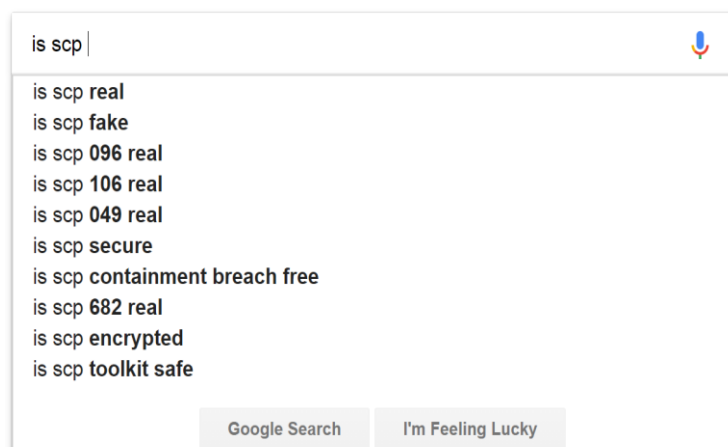 is scp
is scp real
is scp fake
is scp 096 real
is scp 106 real
is scp 049 real
is scp secure
is scp containment breach free
is scp 682 real
is scp encrypted
is scp toolkit safe
Google Search I'm Feeling Lucky